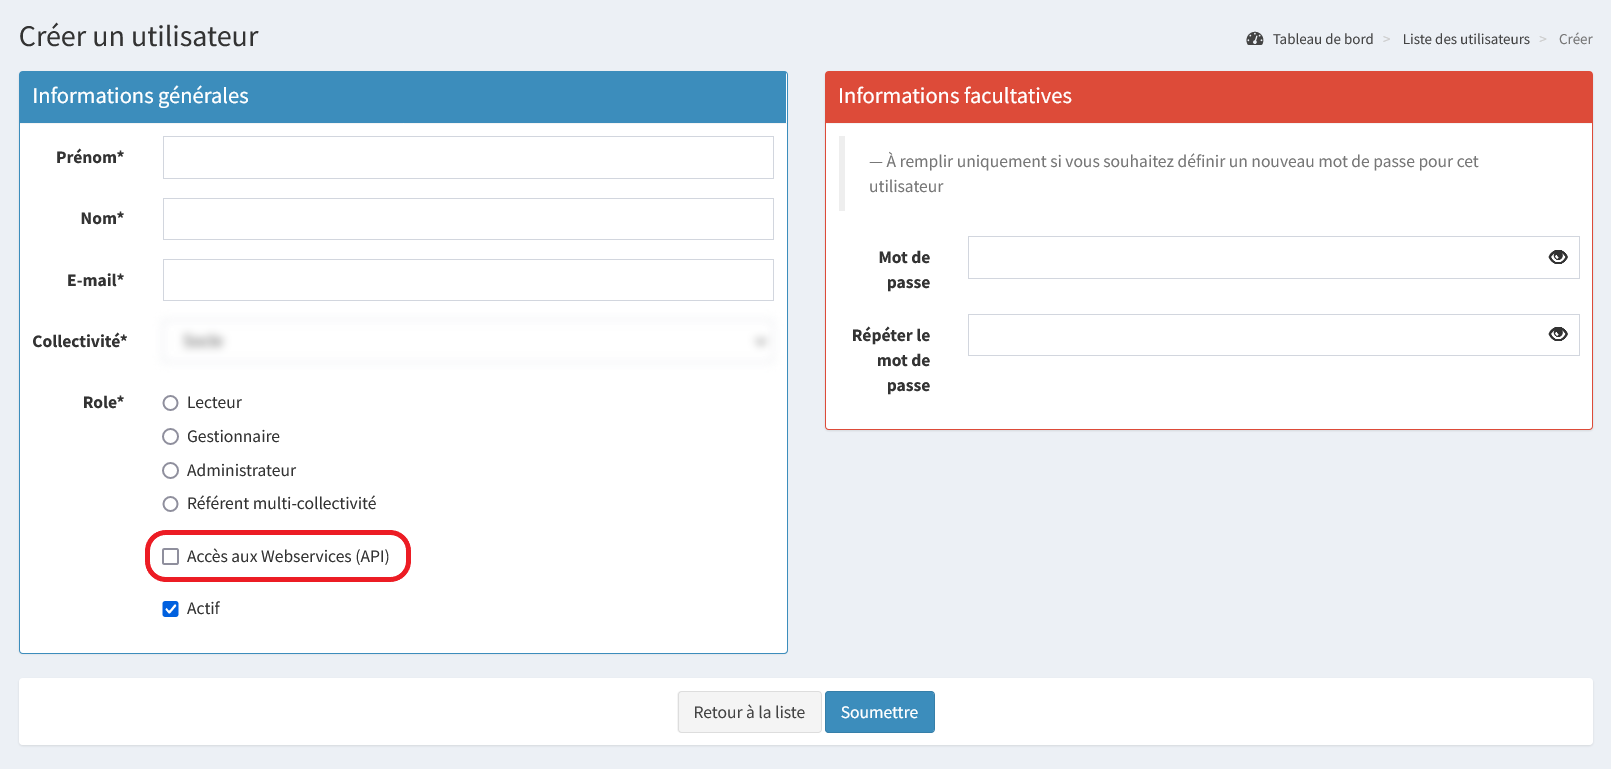 Créer un utilisateur
Tableau de bord > Liste des utilisateurs > Créer
Informations générales
Prénom*
Nom*
E-mail*
Collectivité*
Role*
Lecteur
Gestionnaire
Administrateur
Référent multi-collectivité
Accès aux Webservices (API)
Actif
Informations facultatives
— À remplir uniquement si vous souhaitez définir un nouveau mot de passe pour cet
utilisateur
Mot de
passe
Répéter le
mot de
passe
Retour à la liste
Soumettre